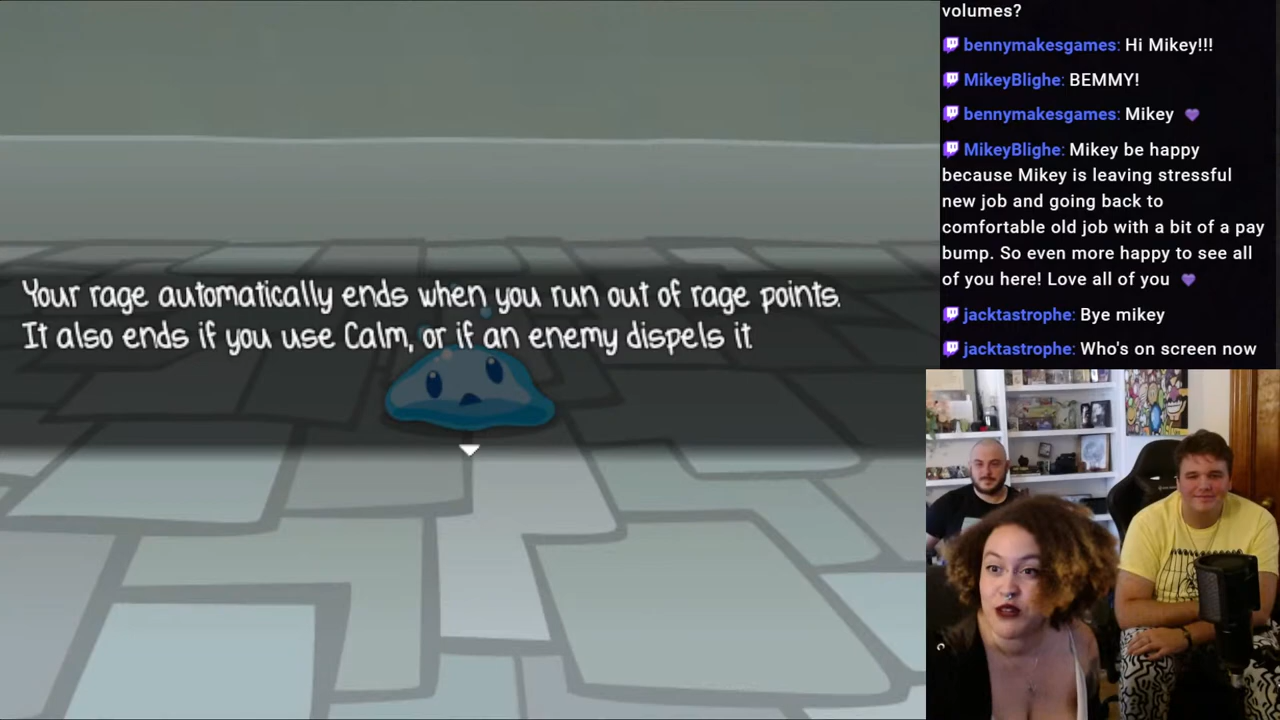 Your rage automatically ends when you run out of rage points.
It also ends if you use Calm, or if an enemy dispels it
volumes?
bennymakesgames: Hi Mikey!!!
MikeyBlighe: BEMMY!
bennymakesgames: Mikey
MikeyBlighe: Mikey be happy
because Mikey is leaving stressful
new job and going back to
comfortable old job with a bit of a pay
bump. So even more happy to see all
of you here! Love all of you
jacktastrophe: Bye mikey
jacktastrophe: Who's on screen now